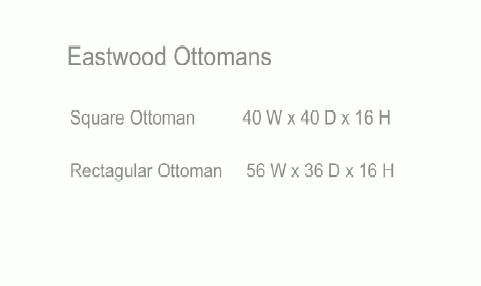 Eastwood Ottomans
Square Ottoman 40 W x 40 D x 16 H
Rectagular Ottoman 56 W x 36 D x 16 H